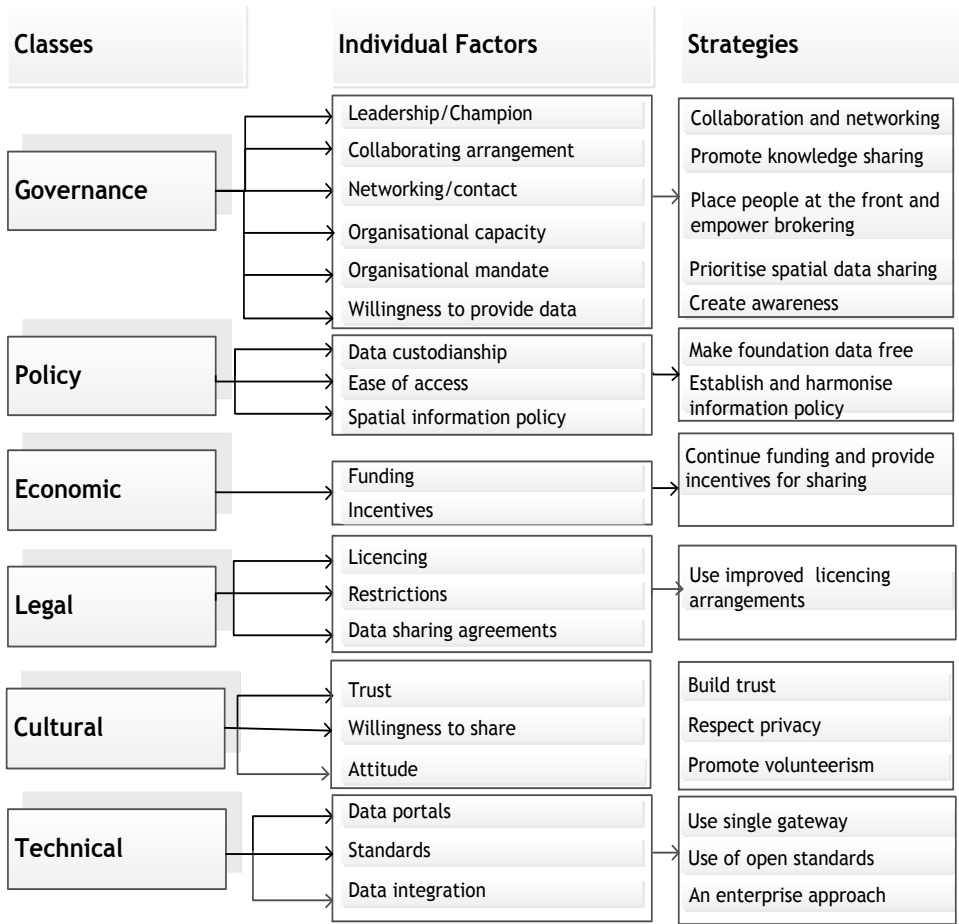 Classes
Individual Factors
Strategies
Governance
Leadership/Champion
Collaborating arrangement
Networking/contact
Organisational capacity
Organisational mandate
Willingness to provide data
Collaboration and networking
Promote knowledge sharing
Place people at the front and
empower brokering
Prioritise spatial data sharing
Create awareness
Policy
Data custodianship
Ease of access
Spatial information policy
Make foundation data free
Establish and harmonise
information policy
Economic
Funding
Incentives
Continue funding and provide
incentives for sharing
Legal
Licencing
Restrictions
Data sharing agreements
Use improved licencing
arrangements
Cultural
Trust
Willingness to share
Attitude
Build trust
Respect privacy
Promote volunteerism
Technical
Data portals
Standards
Data integration
Use single gateway
Use of open standards
An enterprise approach